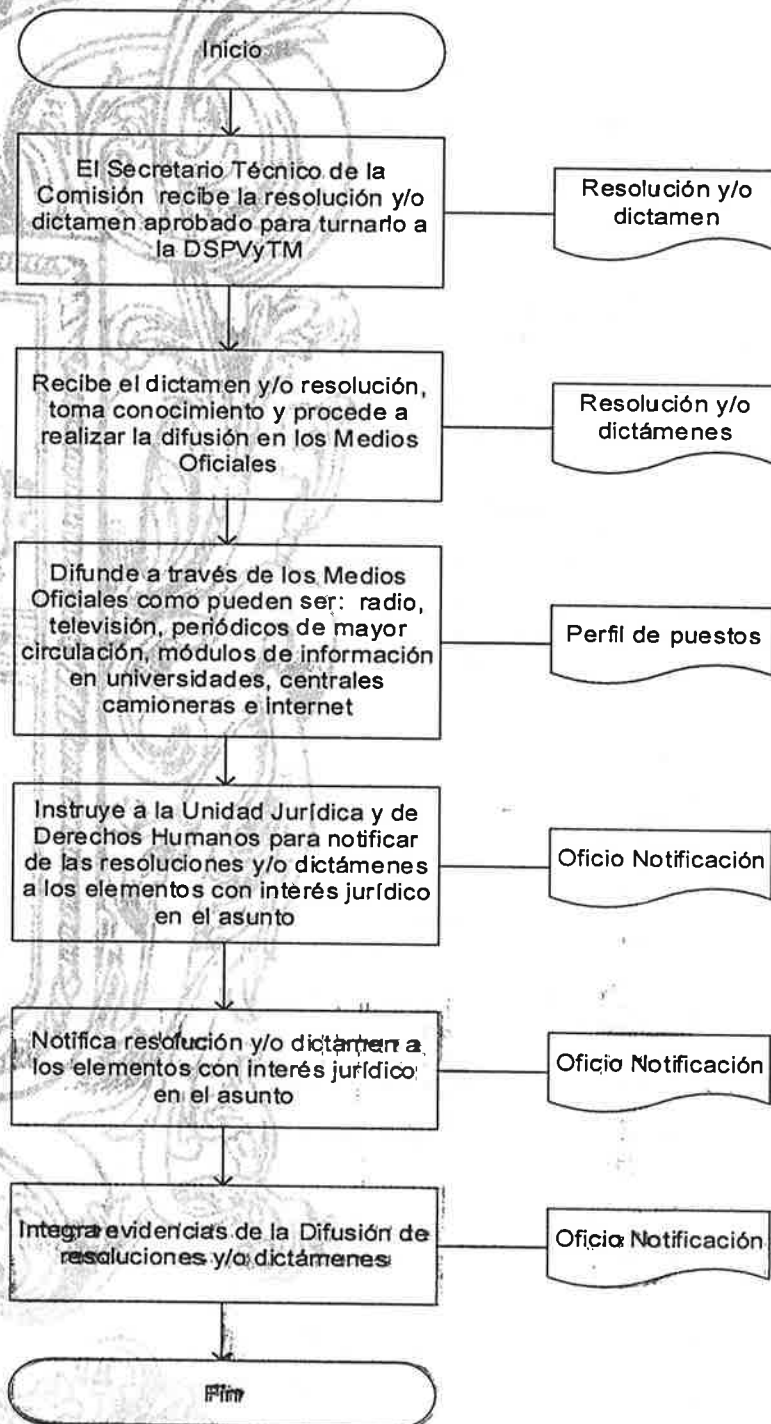 Inicio
El Secretario Técnico de la
Comisión recibe la resolución y/o
dictamen aprobado para turnarlo a
la DSPVyTM
Resolución y/o
dictamen
Recibe el dictamen y/o resolución,
toma conocimiento y procede a
realizar la difusión en los Medios
Oficiales
Resolución y/o
dictámenes
Difunde a través de los Medios
Oficiales como pueden ser: radio,
televisión, periódicos de mayor
circulación, módulos de información
en universidades, centrales
camioneras e internet
Perfil de puestos
Instruye a la Unidad Jurídica y de
Derechos Humanos para notificar
de las resoluciones y/o dictámenes
a los elementos con interés jurídico
en el asunto
Oficio Notificación
Notifica resolución y/o dictamen a
los elementos con interés jurídico
en el asunto
Oficio Notificación
Integra evidencias de la Difusión de
resoluciones y/o dictámenes
Oficio Notificación
Fin